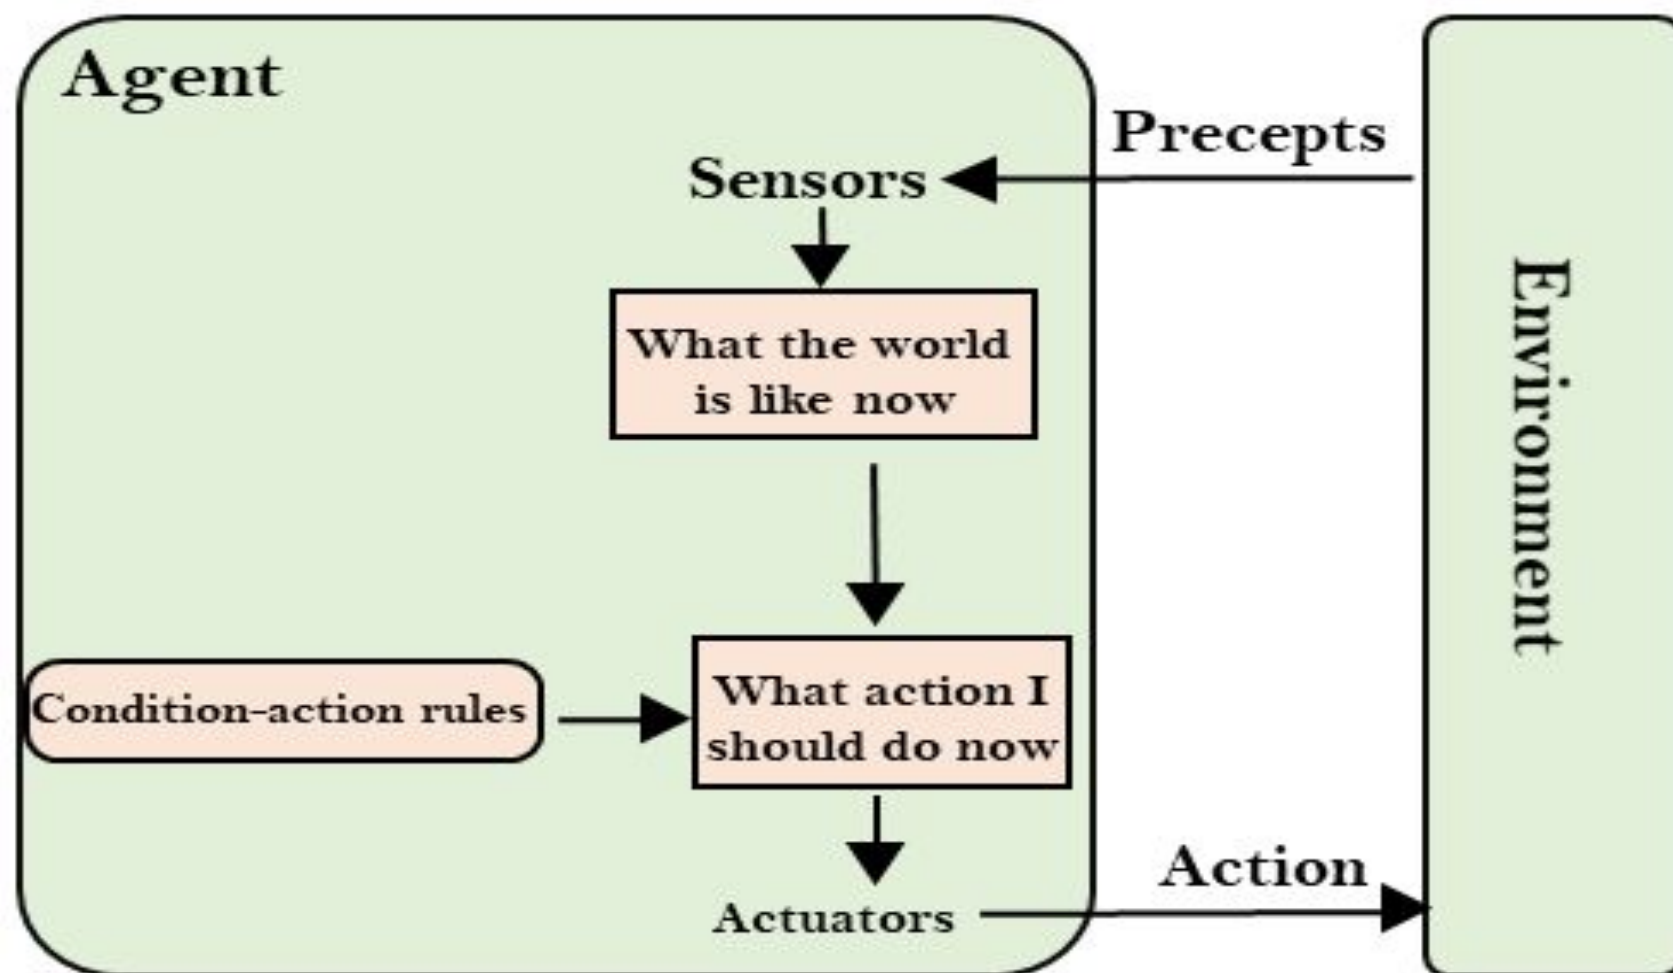 Agent
Precepts
Sensors
What the world
is like now
Environment
Condition-action rules
What action I
should do now
Action
Actuators